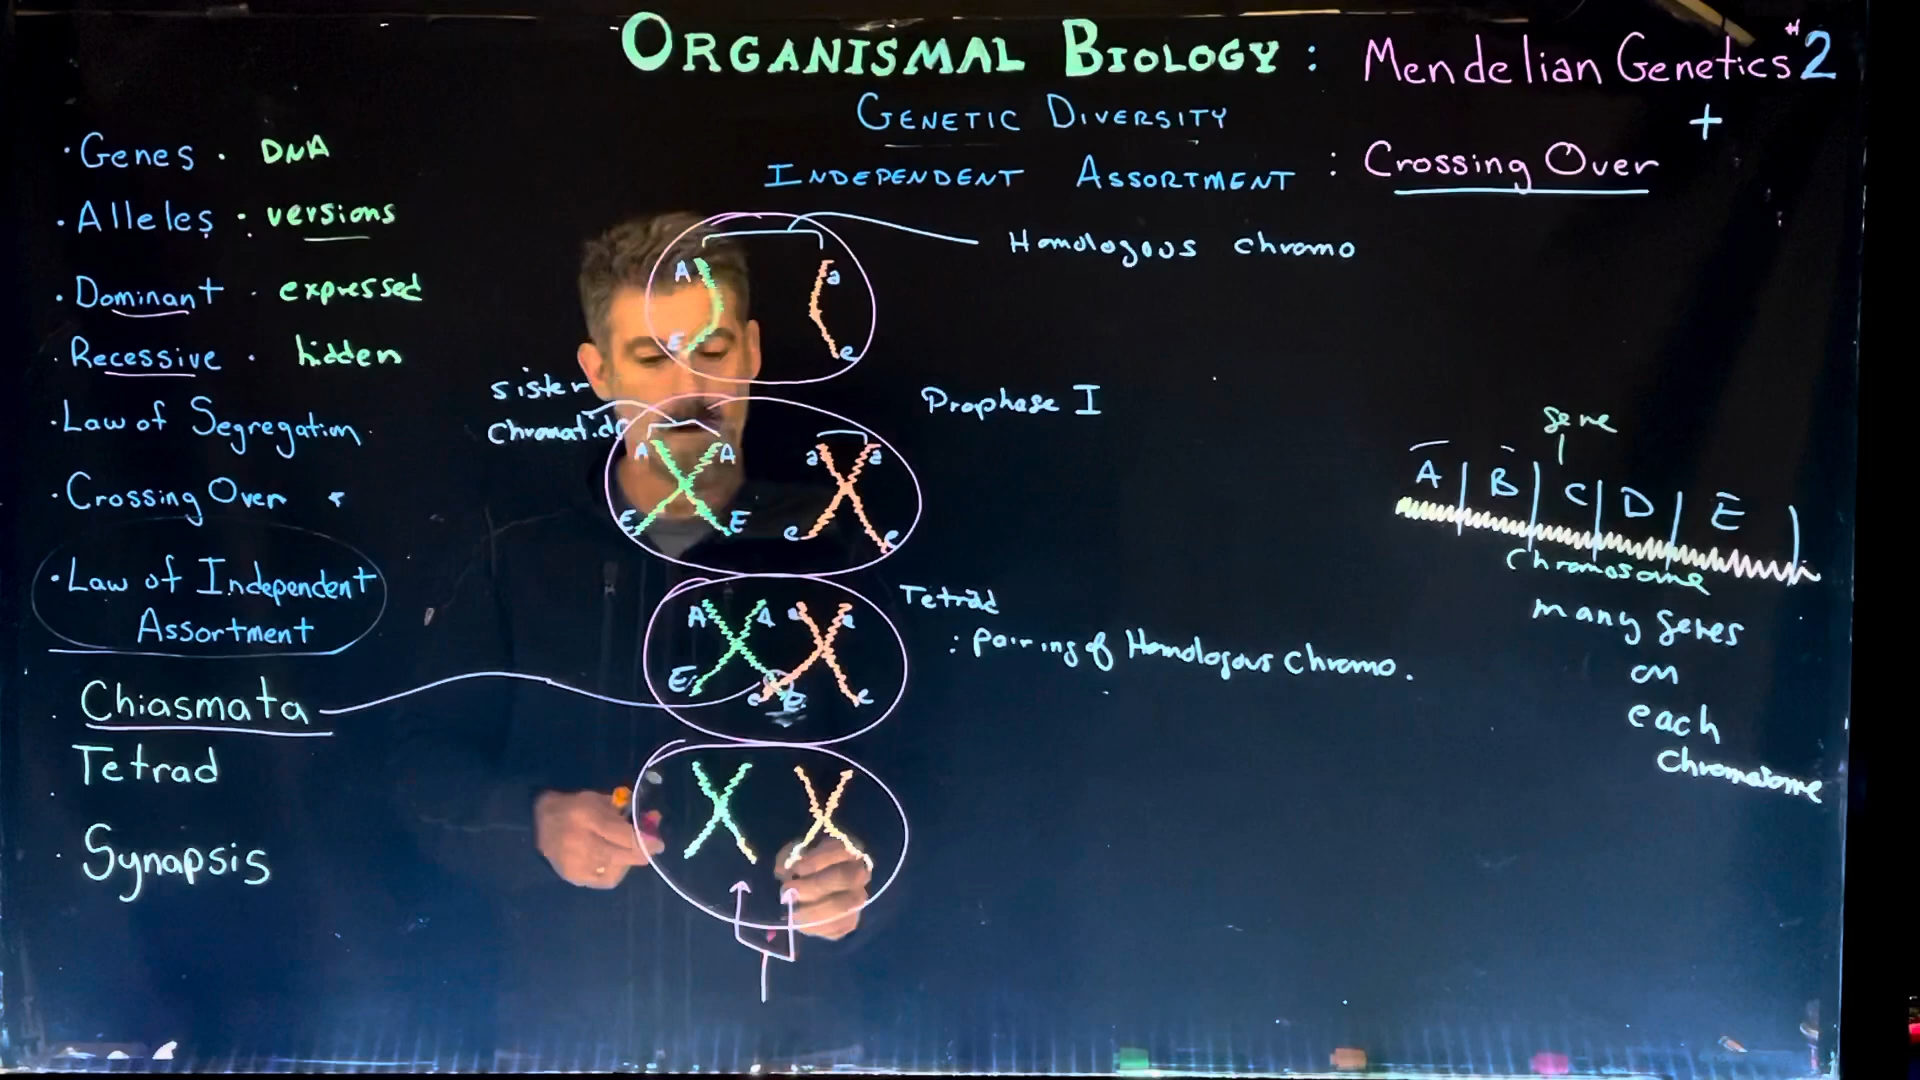 ORGANISMAL BIOLOGY : Mendelian Genetics #2
GENETIC DIVERSITY +
INDEPENDENT ASSORTMENT : Crossing Over
• Genes • DNA
• Alleles : versions
• Dominant • expressed
• Recessive • hidden
• Law of Segregation.
• Crossing Over
• Law of Independent
Assortment
• Chiasmata
• Tetrad
• Synapsis
Homologous chromo
A a
E e
sister
chromatids
Prophase I
A A a a
E E e e
Tetrad
: pairing of Homologous Chromo.
A A a a
E e E e
gene
A B C D E
Chromosome
many genes
on
each
Chromosome